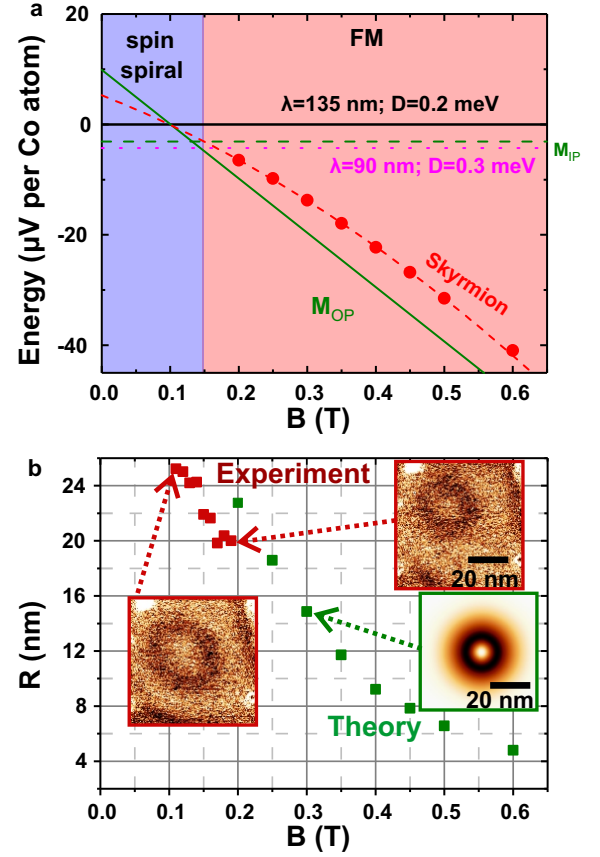 a
20
0
-20
-40
Energy (µV per Co atom)
spin
spiral
FM
λ=135 nm; D=0.2 meV
λ=90 nm; D=0.3 meV
M_IP
Skyrmion
M_OP
0.0 0.1 0.2 0.3 0.4 0.5 0.6
B (T)
b
24
20
16
12
8
4
R (nm)
Experiment
20 nm
20 nm
Theory
0.0 0.1 0.2 0.3 0.4 0.5 0.6
B (T)